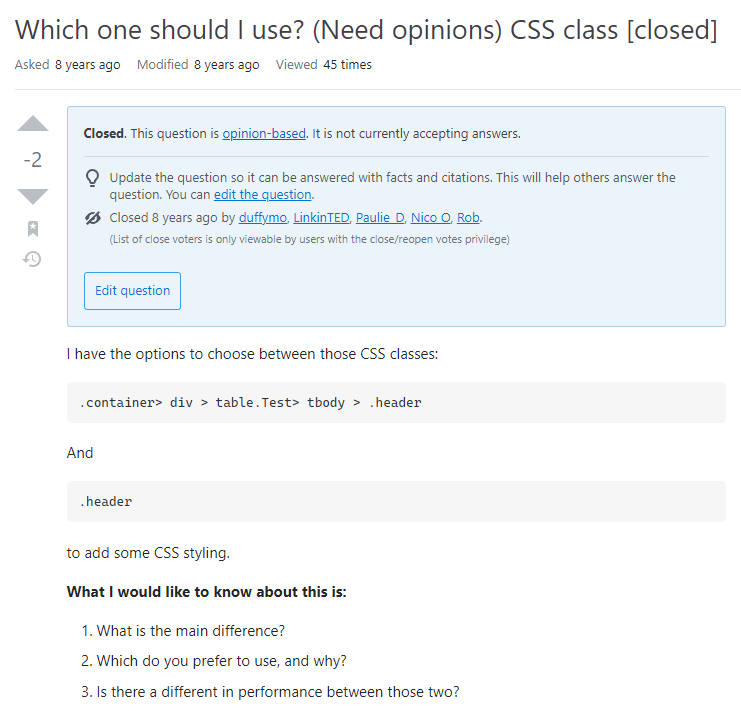 Which one should I use? (Need opinions) CSS class [closed]
Asked 8 years ago Modified 8 years ago Viewed 45 times
-2
Closed. This question is opinion-based. It is not currently accepting answers.
Update the question so it can be answered with facts and citations. This will help others answer the
question. You can edit the question.
Closed 8 years ago by duffymo, LinkinTED, Paulie_D, Nico O, Rob.
(List of close voters is only viewable by users with the close/reopen votes privilege)
Edit question
I have the options to choose between those CSS classes:
.container> div > table.Test> tbody > .header
And
.header
to add some CSS styling.
What I would like to know about this is:
1. What is the main difference?
2. Which do you prefer to use, and why?
3. Is there a different in performance between those two?